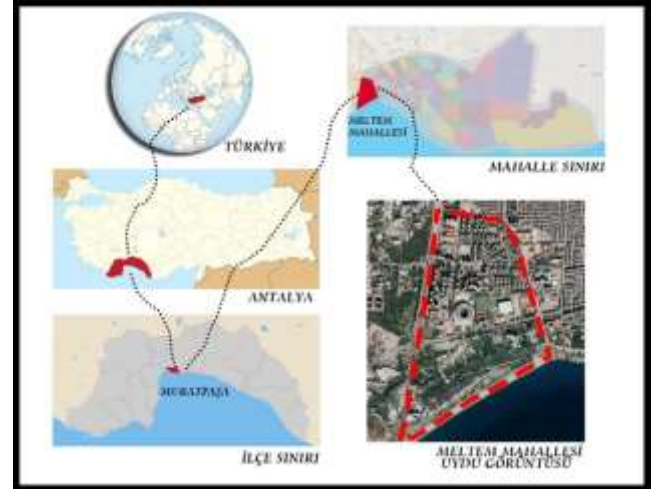 TÜRKİYE
ANTALYA
MURATPAŞA
İLÇE SINIRI
MELTEM
MAHALLESİ
MAHALLE SINIRI
MELTEM MAHALLESİ
UYDU GÖRÜNTÜSÜ